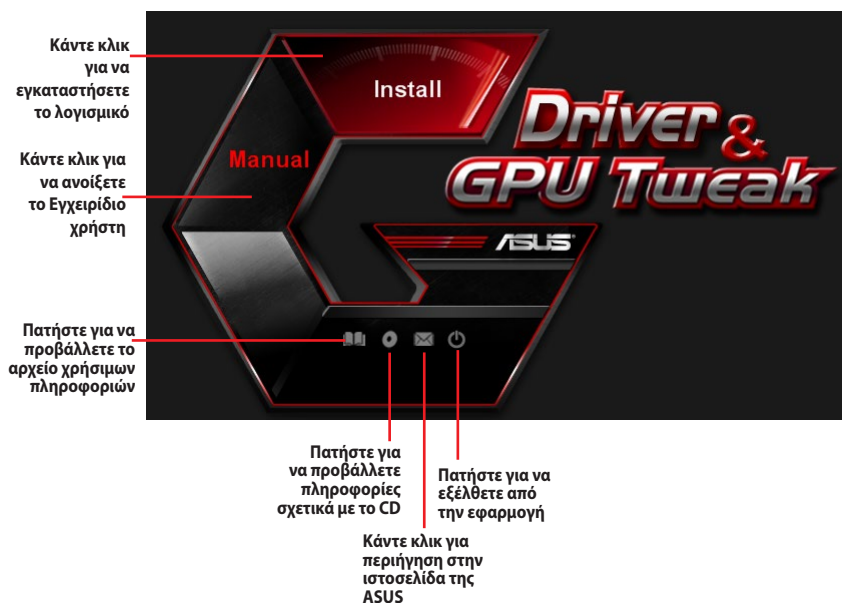 Κάντε κλικ
για να
εγκαταστήσετε
το λογισμικό
Install
Driver &
GPU Tweak
Κάντε κλικ για
να ανοίξετε
το Εγχειρίδιο
χρήστη
Manual
ASUS
Πατήστε για να
προβάλλετε το
αρχείο χρήσιμων
πληροφοριών
Πατήστε για
να προβάλλετε
πληροφορίες
σχετικά με το CD
Πατήστε για να
εξέλθετε από
την εφαρμογή
Κάντε κλικ για
περιήγηση στην
ιστοσελίδα της
ASUS